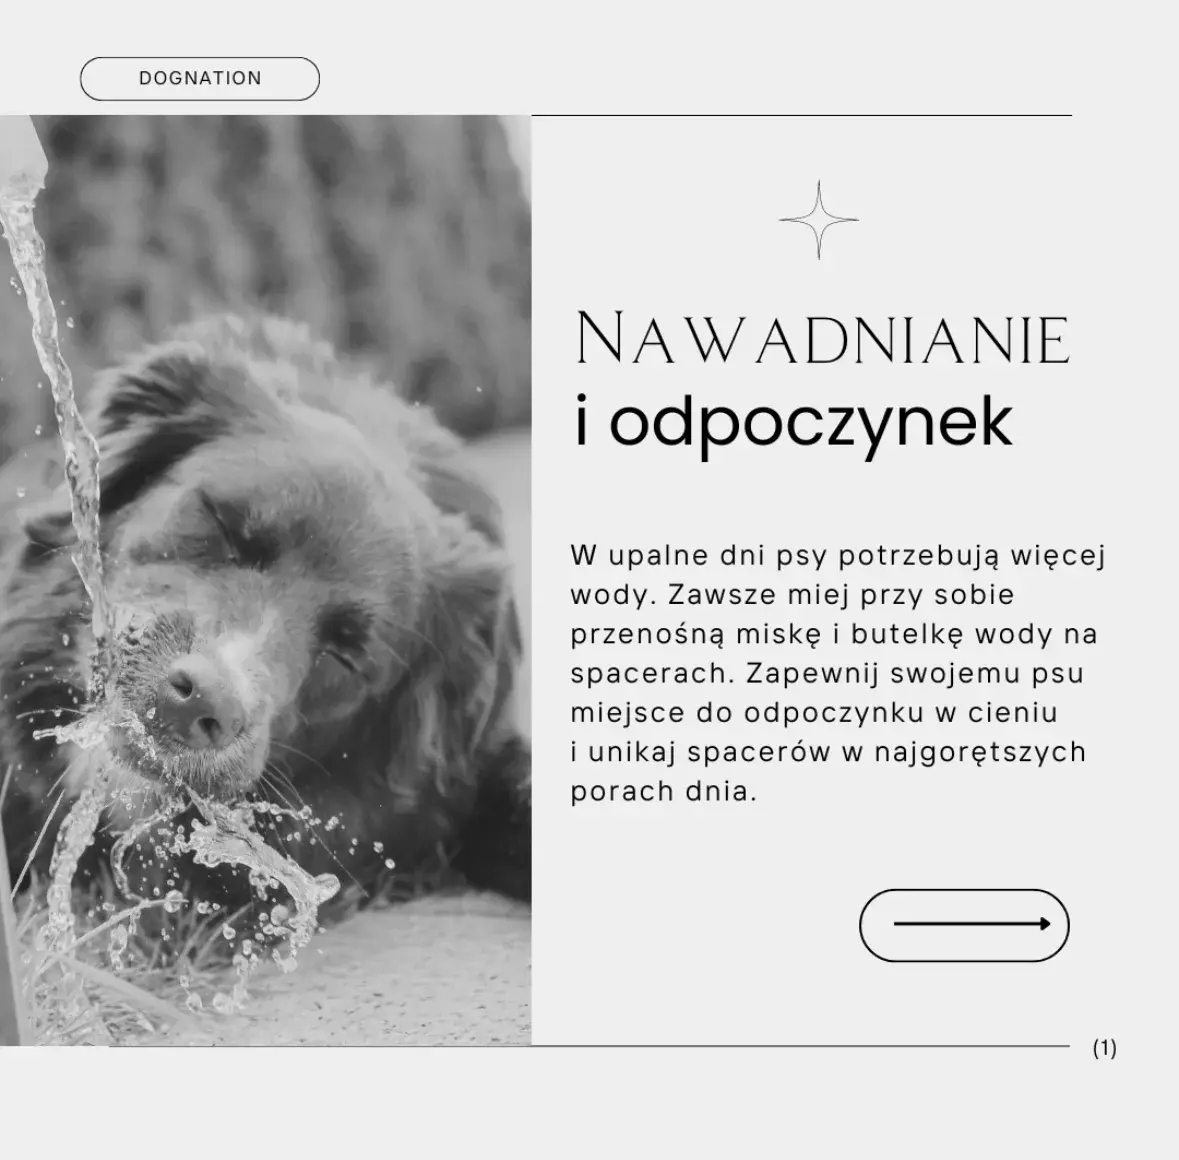 DOGNATION
NAWADNIANIE
i odpoczynek
W upalne dni psy potrzebują więcej
wody. Zawsze miej przy sobie
przenośną miskę i butelkę wody na
spacerach. Zapewnij swojemu psu
miejsce do odpoczynku w cieniu
i unikaj spacerów w najgorętszych
porach dnia.
(1)